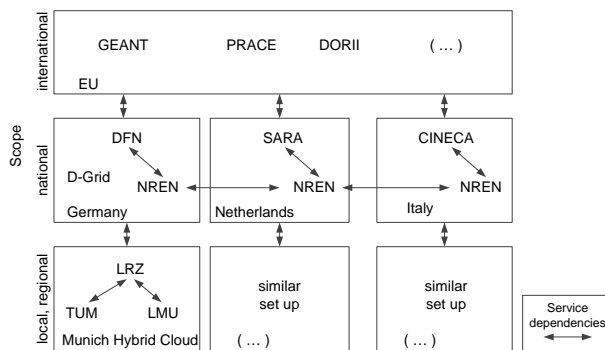 Scope
international
GEANT PRACE DORII ( ... )
EU
national
DFN SARA CINECA
D-Grid
NREN NREN NREN
Germany Netherlands Italy
local, regional
LRZ
TUM LMU
Munich Hybrid Cloud
similar
set up
( ... )
similar
set up
( ... )
Service
dependencies